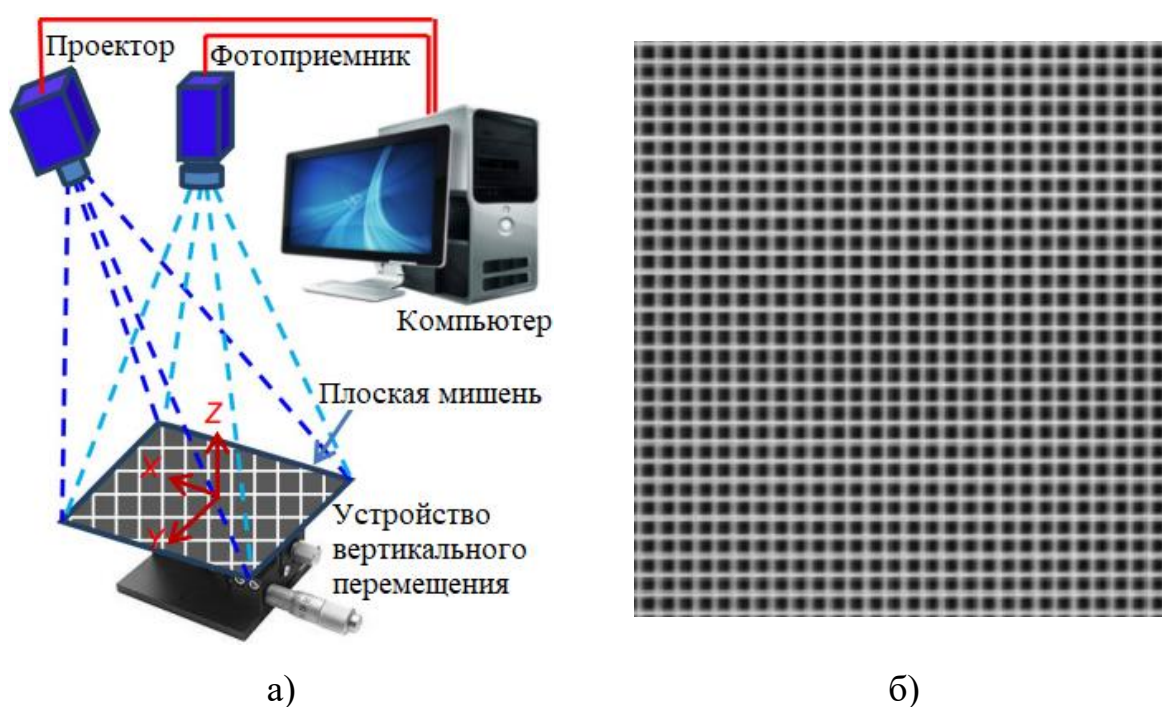 Проектор
Фотоприемник
Компьютер
Плоская мишень
Z
X
Y
Устройство
вертикального
перемещения
а)
б)